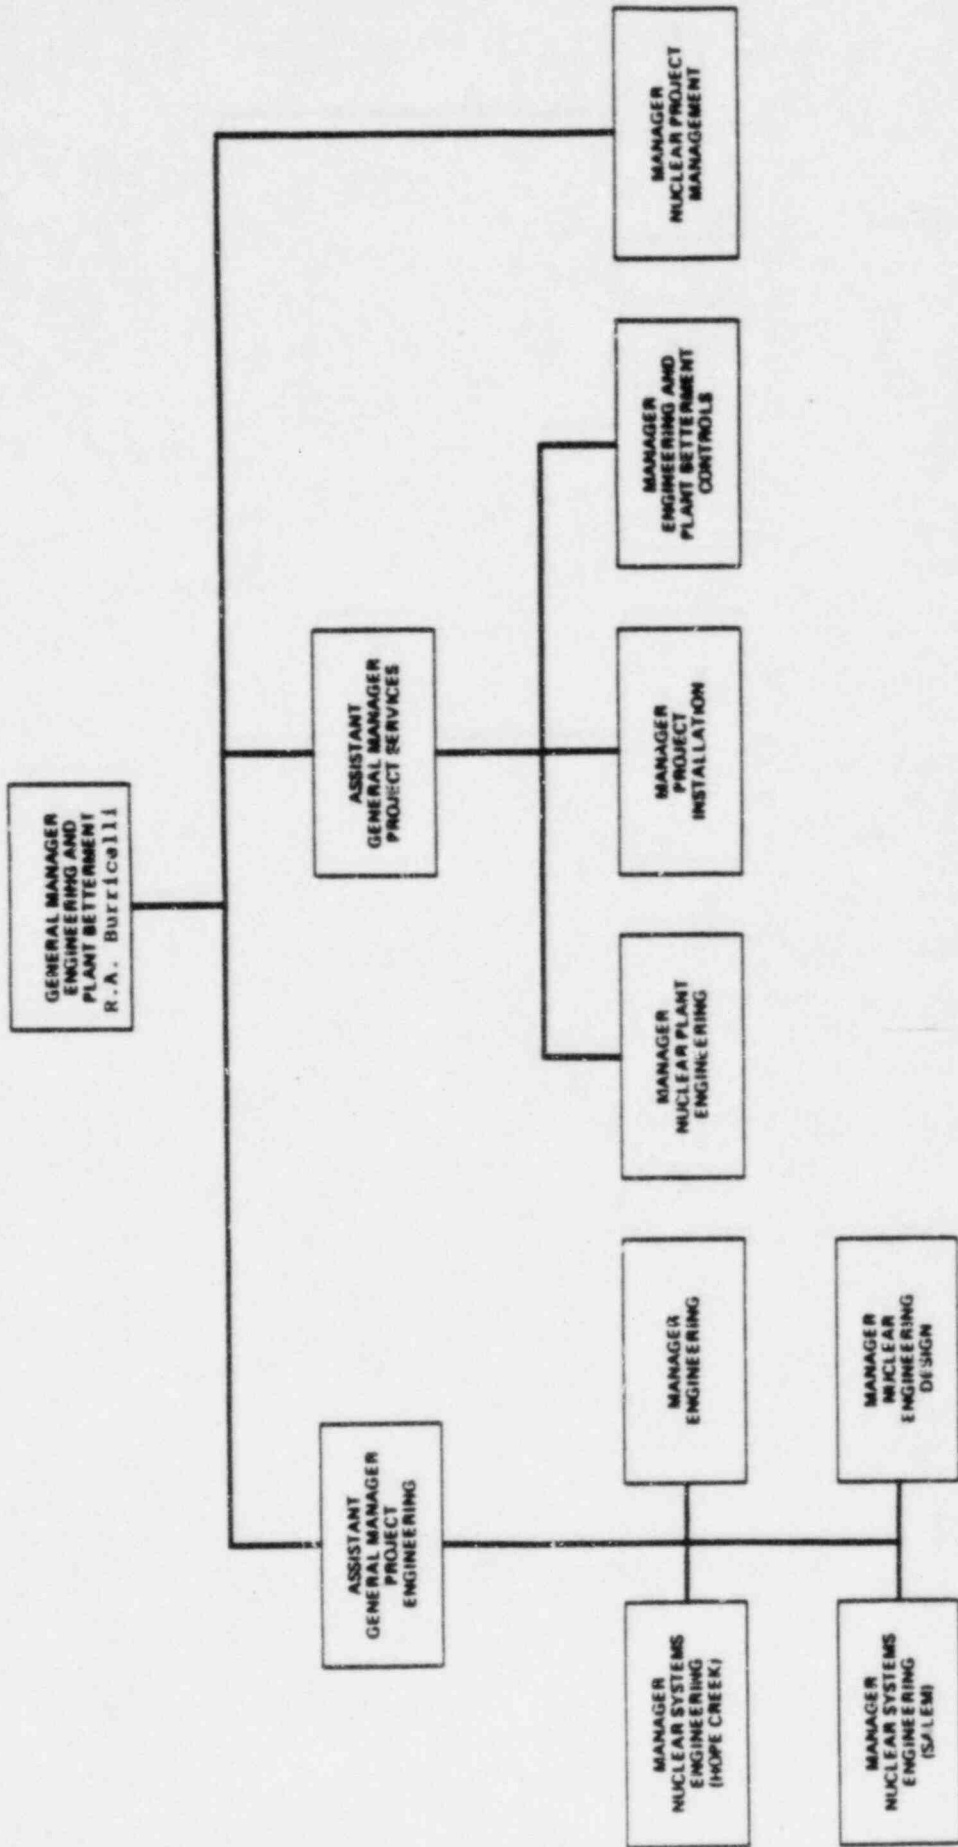 GENERAL MANAGER
ENGINEERING AND
PLANT BETTERMENT
R.A. Burricelli
ASSISTANT
GENERAL MANAGER
PROJECT
ENGINEERING
ASSISTANT
GENERAL MANAGER
PROJECT SERVICES
MANAGER
NUCLEAR SYSTEMS
ENGINEERING
(HOPE CREEK)
MANAGER
ENGINEERING
MANAGER
NUCLEAR PLANT
ENGINEERING
MANAGER
PROJECT
INSTALLATION
MANAGER
ENGINEERING AND
PLANT BETTERMENT
CONTROLS
MANAGER
NUCLEAR PROJECT
MANAGEMENT
MANAGER
NUCLEAR SYSTEMS
ENGINEERING
(SALEM)
MANAGER
NUCLEAR
ENGINEERING
DESIGN